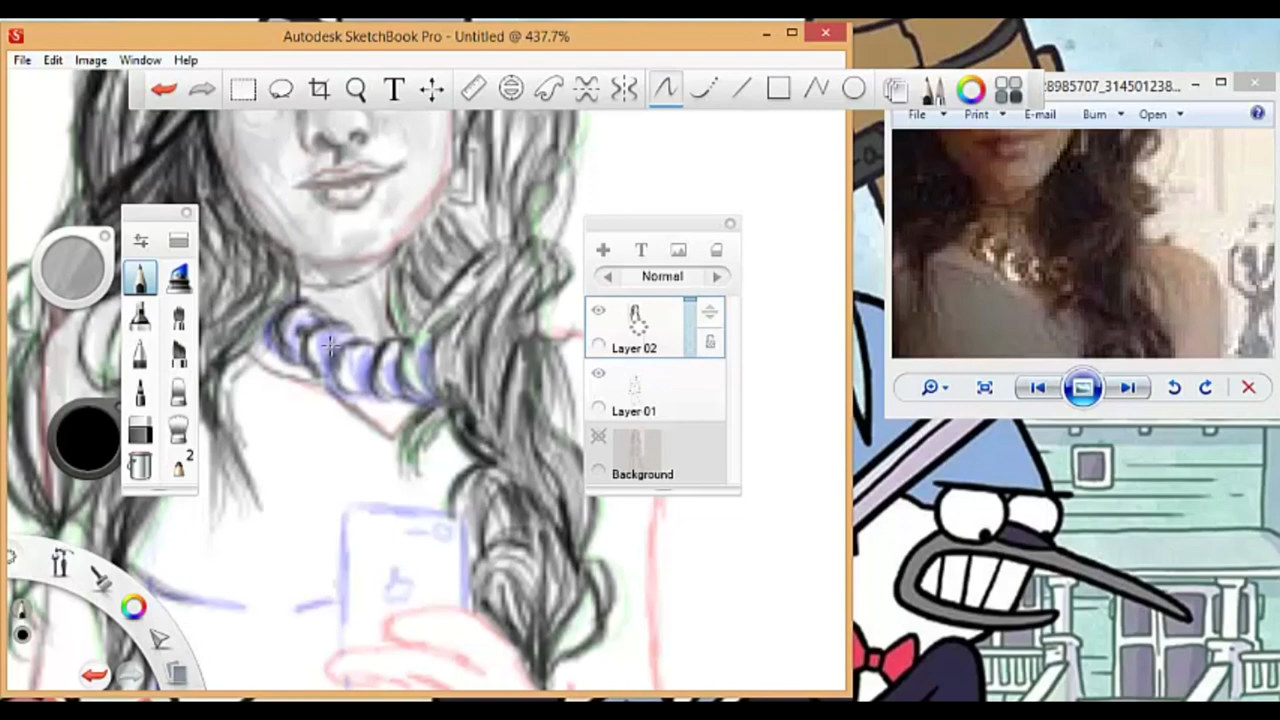 Autodesk SketchBook Pro - Untitled @ 437.7%
File Edit Image Window Help
T
28985707_314501238...
File Print E-mail Burn Open
T
Normal
Layer 02
Layer 01
Background
2